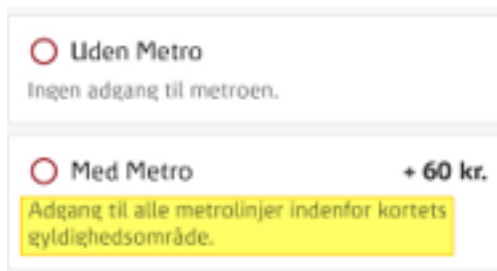 Uden Metro
Ingen adgang til metroen.
Med Metro + 60 kr.
Adgang til alle metrolinjer indenfor kortets
gyldighedsområde.